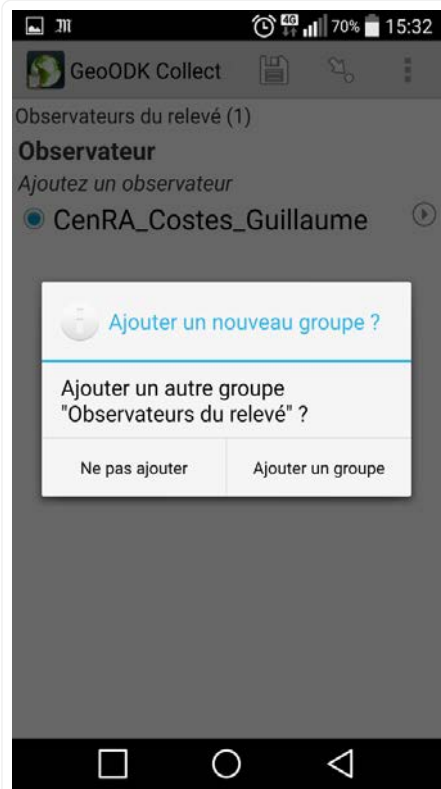 4G 70% 15:32
GeoODK Collect
Observateurs du relevé (1)
Observateur
Ajoutez un observateur
CenRA_Costes_Guillaume
Ajouter un nouveau groupe ?
Ajouter un autre groupe
"Observateurs du relevé" ?
Ne pas ajouter Ajouter un groupe